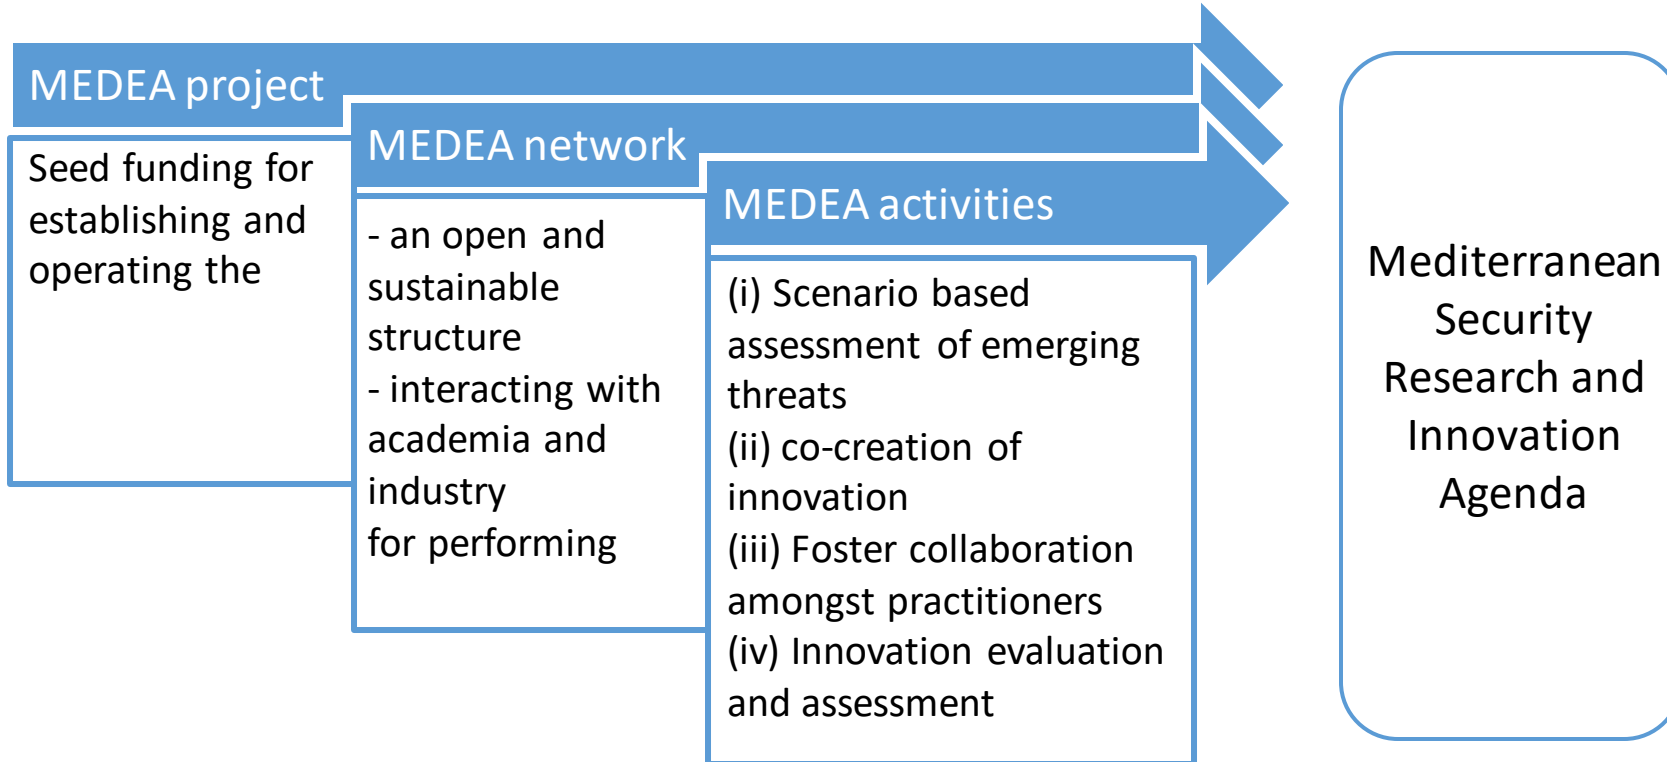 MEDEA project
Seed funding for
establishing and
operating the
MEDEA network
- an open and
sustainable
structure
- interacting with
academia and
industry
for performing
MEDEA activities
(i) Scenario based
assessment of emerging
threats
(ii) co-creation of
innovation
(iii) Foster collaboration
amongst practitioners
(iv) Innovation evaluation
and assessment
Mediterranean
Security
Research and
Innovation
Agenda